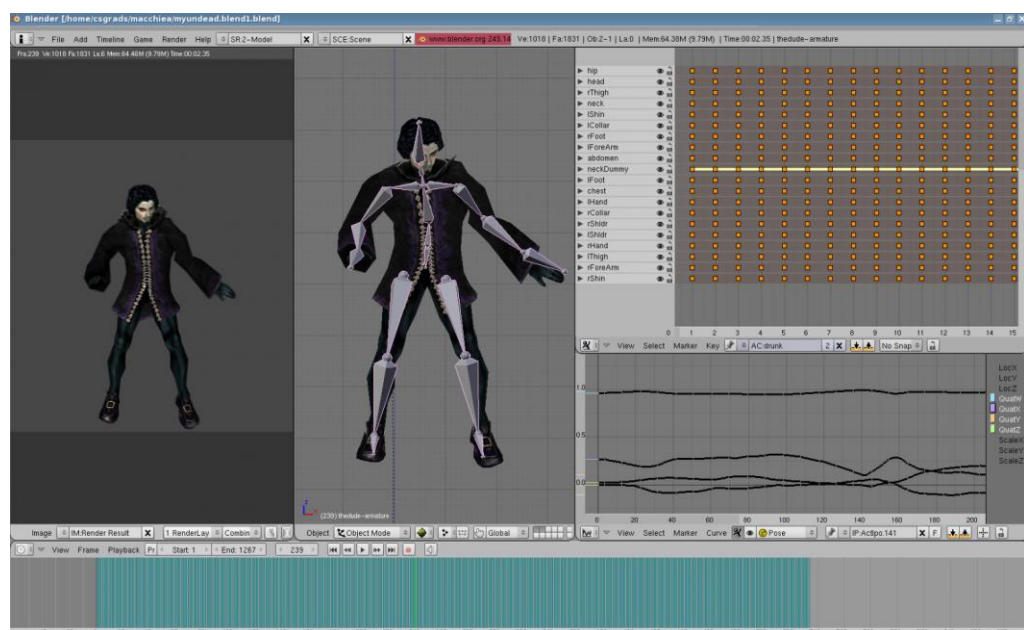 Blender [/home/csgrads/macchiea/myundead.blend1.blend]
File Add Timeline Game Render Help SR:2-Model X SCE:Scene X www.blender.org 245.14 Ve:1018 | Fa:1831 | Ob:2-1 | La:0 | Mem:64.38M (9.79M) | Time:00:02.35 | thedude-armature
Fra:239 Ve:1018 Fa:1831 La:6 Mem:64.46M (9.79M) Time:00:02.35
hip
head
rThigh
neck
lShin
lCollar
rFoot
lForeArm
abdomen
neckDummy
lFoot
chest
lHand
rCollar
rShldr
lShldr
rHand
lThigh
rForeArm
rShin
0 1 2 3 4 5 6 7 8 9 10 11 12 13 14 15
View Select Marker Key AC:drunk 2 X No Snap
1.0
0.5
0.0
LocX
LocY
LocZ
QuatW
QuatX
QuatY
QuatZ
ScaleX
ScaleY
ScaleZ
0 20 40 60 80 100 120 140 160 180 200
z
x
(239) thedude-armature
Image IM:Render Result X 1 RenderLay Combin
Object Object Mode Global
View Select Marker Curve Pose IP:ActIpo.141 X F
View Frame Playback Pr Start: 1 End: 1267 239